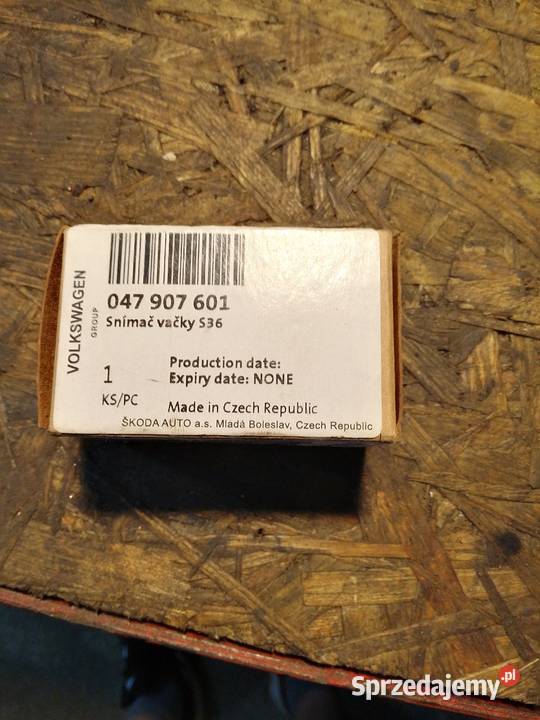 VOLKSWAGEN
GROUP
047 907 601
Snímač vačky S36
1
KS/PC
Production date:
Expiry date: NONE
Made in Czech Republic
ŠKODA AUTO a.s. Mladá Boleslav, Czech Republic
Sprzedajemy.pl